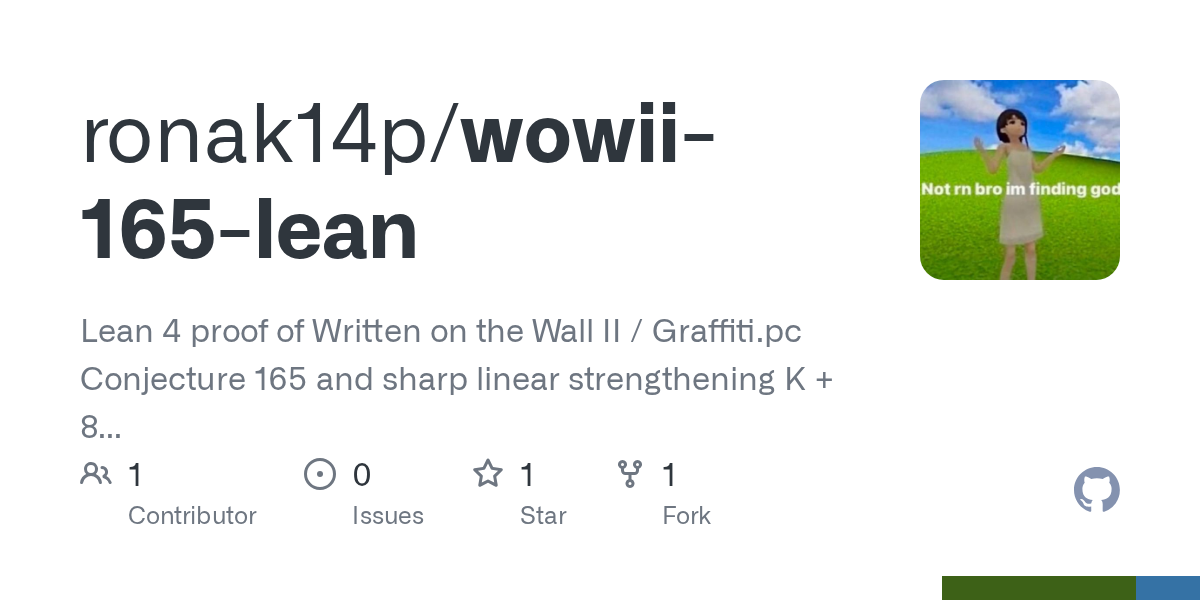 ronak14p/wowii-
165-lean
Not rn bro im finding god
Lean 4 proof of Written on the Wall II / Graffiti.pc
Conjecture 165 and sharp linear strengthening K +
8...
1
Contributor
0
Issues
1
Star
1
Fork